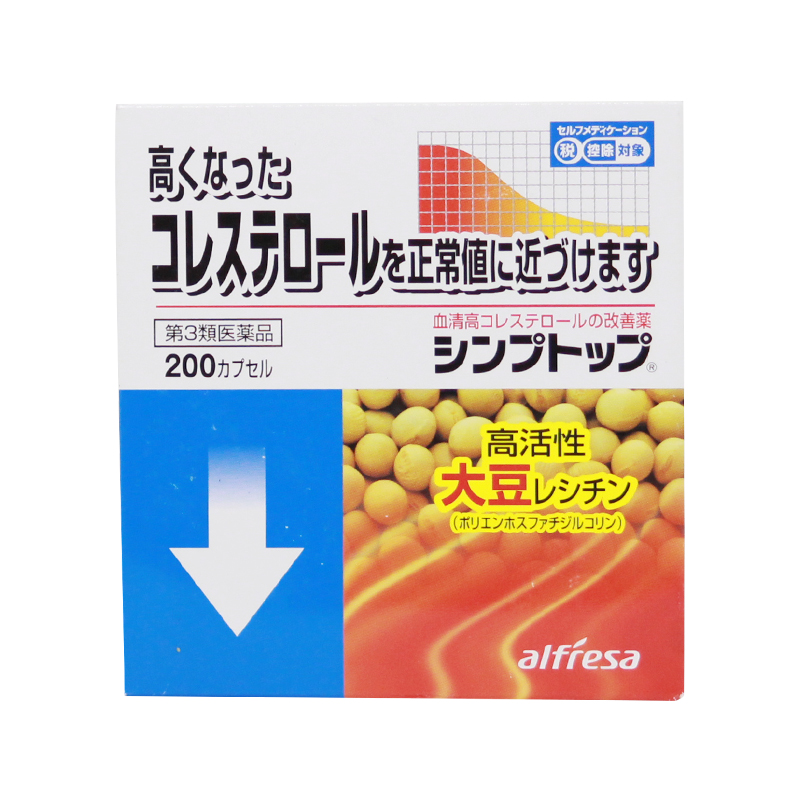 セルフメディケーション
税 控除 対象
高くなった
コレステロールを正常値に近づけます
血清高コレステロールの改善薬
第3類医薬品
シンプトップ®
200カプセル
高活性
大豆レシチン
(ポリエンホスファチジルコリン)
alfresa